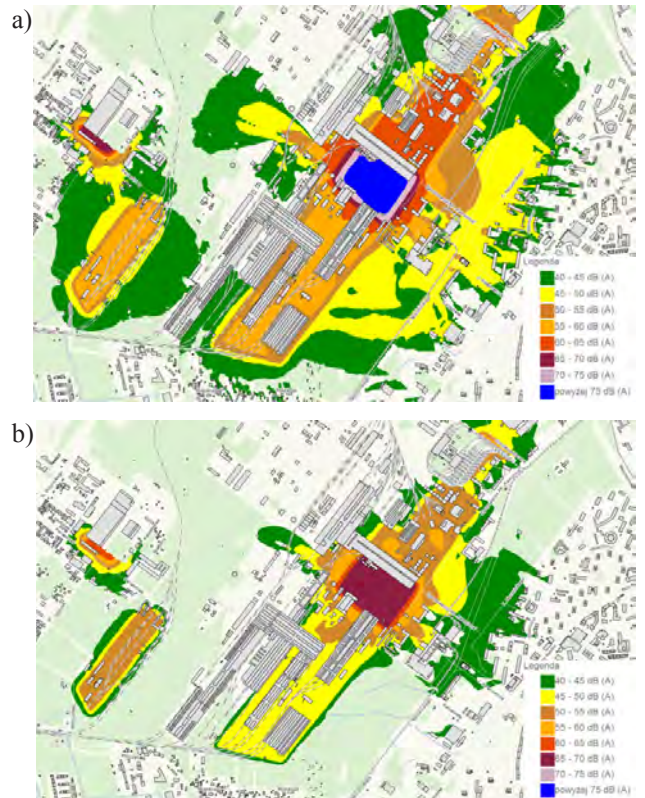 a)
Legenda
40 - 45 dB (A)
45 - 50 dB (A)
50 - 55 dB (A)
55 - 60 dB (A)
60 - 65 dB (A)
65 - 70 dB (A)
70 - 75 dB (A)
powyżej 75 dB (A)
b)
Legenda
40 - 45 dB (A)
45 - 50 dB (A)
50 - 55 dB (A)
55 - 60 dB (A)
60 - 65 dB (A)
65 - 70 dB (A)
70 - 75 dB (A)
powyżej 75 dB (A)